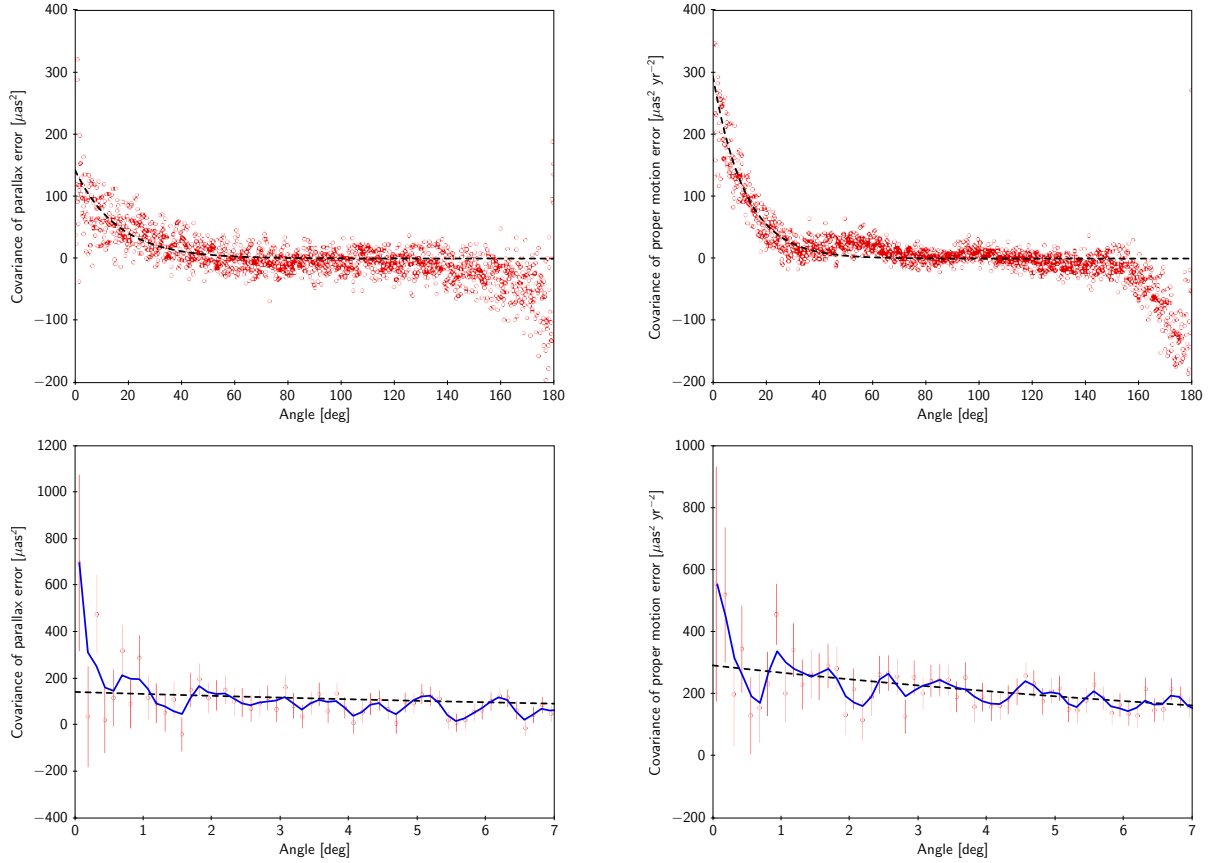 400
300
200
100
0
−100
−200
0 20 40 60 80 100 120 140 160 180
Angle [deg]
Covariance of parallax error [μas²]
400
300
200
100
0
−100
−200
0 20 40 60 80 100 120 140 160 180
Angle [deg]
Covariance of proper motion error [μas² yr⁻²]
1200
1000
800
600
400
200
0
−200
−400
0 1 2 3 4 5 6 7
Angle [deg]
Covariance of parallax error [μas²]
1000
800
600
400
200
0
−200
0 1 2 3 4 5 6 7
Angle [deg]
Covariance of proper motion error [μas² yr⁻²]